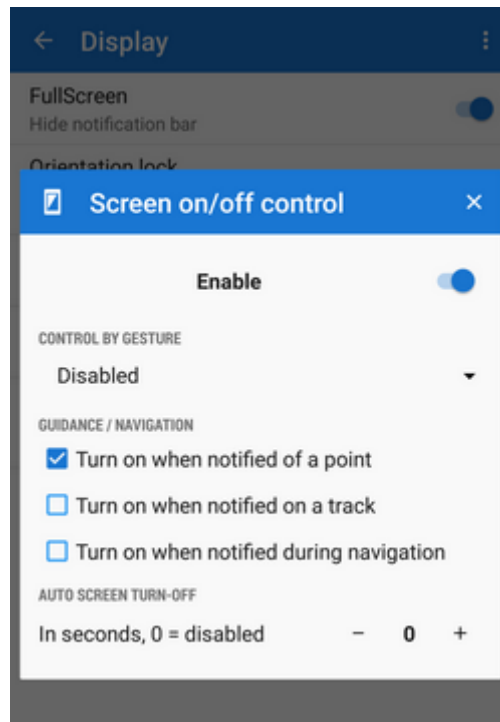 Display
FullScreen
Hide notification bar
Orientation lock
Screen on/off control
Enable
CONTROL BY GESTURE
Disabled
GUIDANCE / NAVIGATION
Turn on when notified of a point
Turn on when notified on a track
Turn on when notified during navigation
AUTO SCREEN TURN-OFF
In seconds, 0 = disabled − 0 +